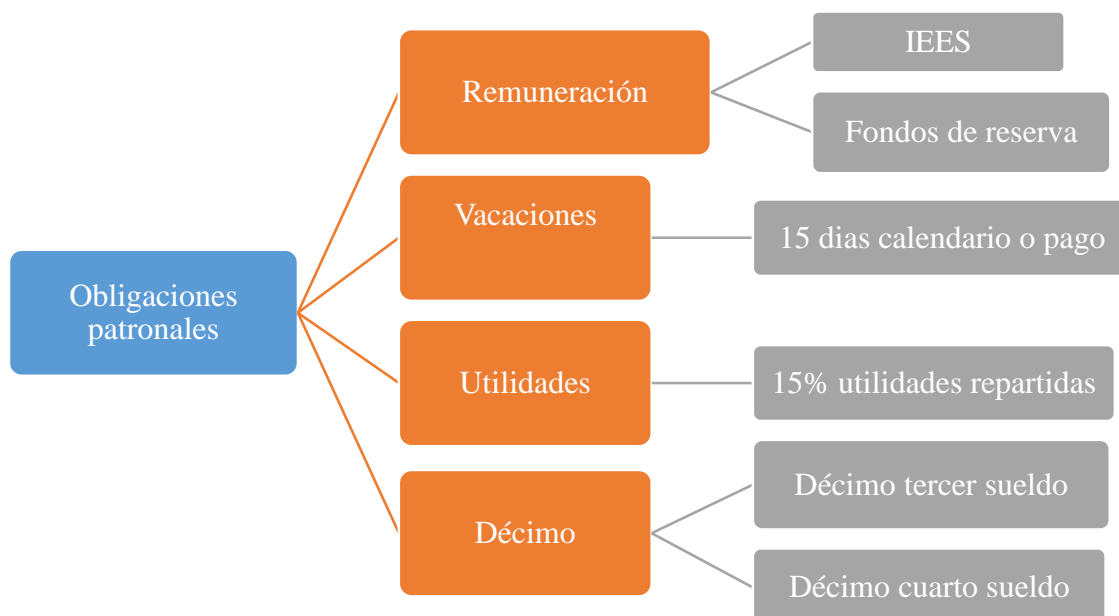 Obligaciones
patronales
Remuneración
IEES
Fondos de reserva
Vacaciones
15 dias calendario o pago
Utilidades
15% utilidades repartidas
Décimo
Décimo tercer sueldo
Décimo cuarto sueldo